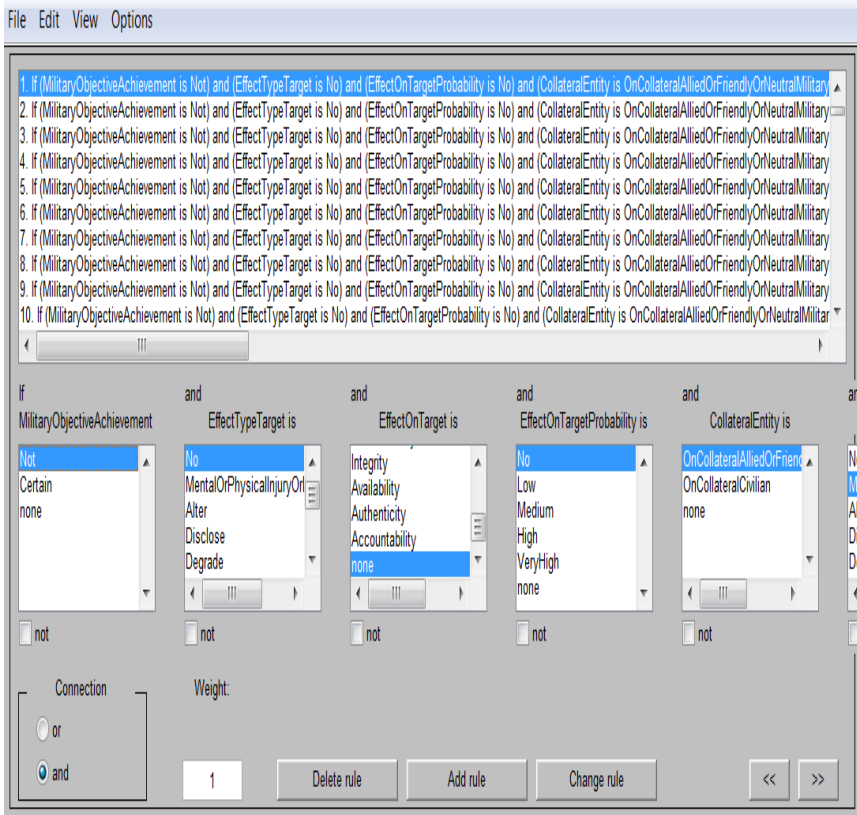 File Edit View Options
1. If (MilitaryObjectiveAchievement is Not) and (EffectTypeTarget is No) and (EffectOnTargetProbability is No) and (CollateralEntity is OnCollateralAlliedOrFriendlyOrNeutralMilitary
2. If (MilitaryObjectiveAchievement is Not) and (EffectTypeTarget is No) and (EffectOnTargetProbability is No) and (CollateralEntity is OnCollateralAlliedOrFriendlyOrNeutralMilitary
3. If (MilitaryObjectiveAchievement is Not) and (EffectTypeTarget is No) and (EffectOnTargetProbability is No) and (CollateralEntity is OnCollateralAlliedOrFriendlyOrNeutralMilitary
4. If (MilitaryObjectiveAchievement is Not) and (EffectTypeTarget is No) and (EffectOnTargetProbability is No) and (CollateralEntity is OnCollateralAlliedOrFriendlyOrNeutralMilitary
5. If (MilitaryObjectiveAchievement is Not) and (EffectTypeTarget is No) and (EffectOnTargetProbability is No) and (CollateralEntity is OnCollateralAlliedOrFriendlyOrNeutralMilitary
6. If (MilitaryObjectiveAchievement is Not) and (EffectTypeTarget is No) and (EffectOnTargetProbability is No) and (CollateralEntity is OnCollateralAlliedOrFriendlyOrNeutralMilitary
7. If (MilitaryObjectiveAchievement is Not) and (EffectTypeTarget is No) and (EffectOnTargetProbability is No) and (CollateralEntity is OnCollateralAlliedOrFriendlyOrNeutralMilitary
8. If (MilitaryObjectiveAchievement is Not) and (EffectTypeTarget is No) and (EffectOnTargetProbability is No) and (CollateralEntity is OnCollateralAlliedOrFriendlyOrNeutralMilitary
9. If (MilitaryObjectiveAchievement is Not) and (EffectTypeTarget is No) and (EffectOnTargetProbability is No) and (CollateralEntity is OnCollateralAlliedOrFriendlyOrNeutralMilitary
10. If (MilitaryObjectiveAchievement is Not) and (EffectTypeTarget is No) and (EffectOnTargetProbability is No) and (CollateralEntity is OnCollateralAlliedOrFriendlyOrNeutralMilitar
If
MilitaryObjectiveAchievement
Not
Certain
none
not
and
EffectTypeTarget is
No
MentalOrPhysicalInjuryOrl
Alter
Disclose
Degrade
not
and
EffectOnTarget is
Integrity
Availability
Authenticity
Accountability
none
not
and
EffectOnTargetProbability is
No
Low
Medium
High
VeryHigh
none
not
and
CollateralEntity is
OnCollateralAlliedOrFriend
OnCollateralCivilian
none
not
Connection
or
and
Weight:
1
Delete rule
Add rule
Change rule
<< >>